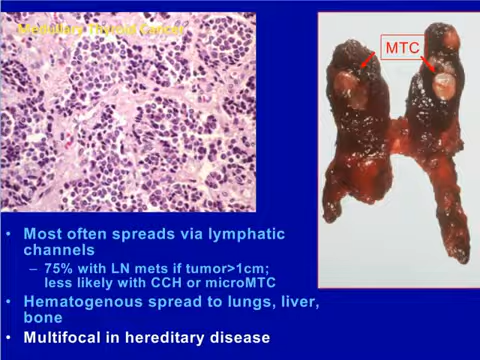 Medullary Thyroid Cancer
MTC
• Most often spreads via lymphatic
channels
– 75% with LN mets if tumor>1cm;
less likely with CCH or microMTC
• Hematogenous spread to lungs, liver,
bone
• Multifocal in hereditary disease